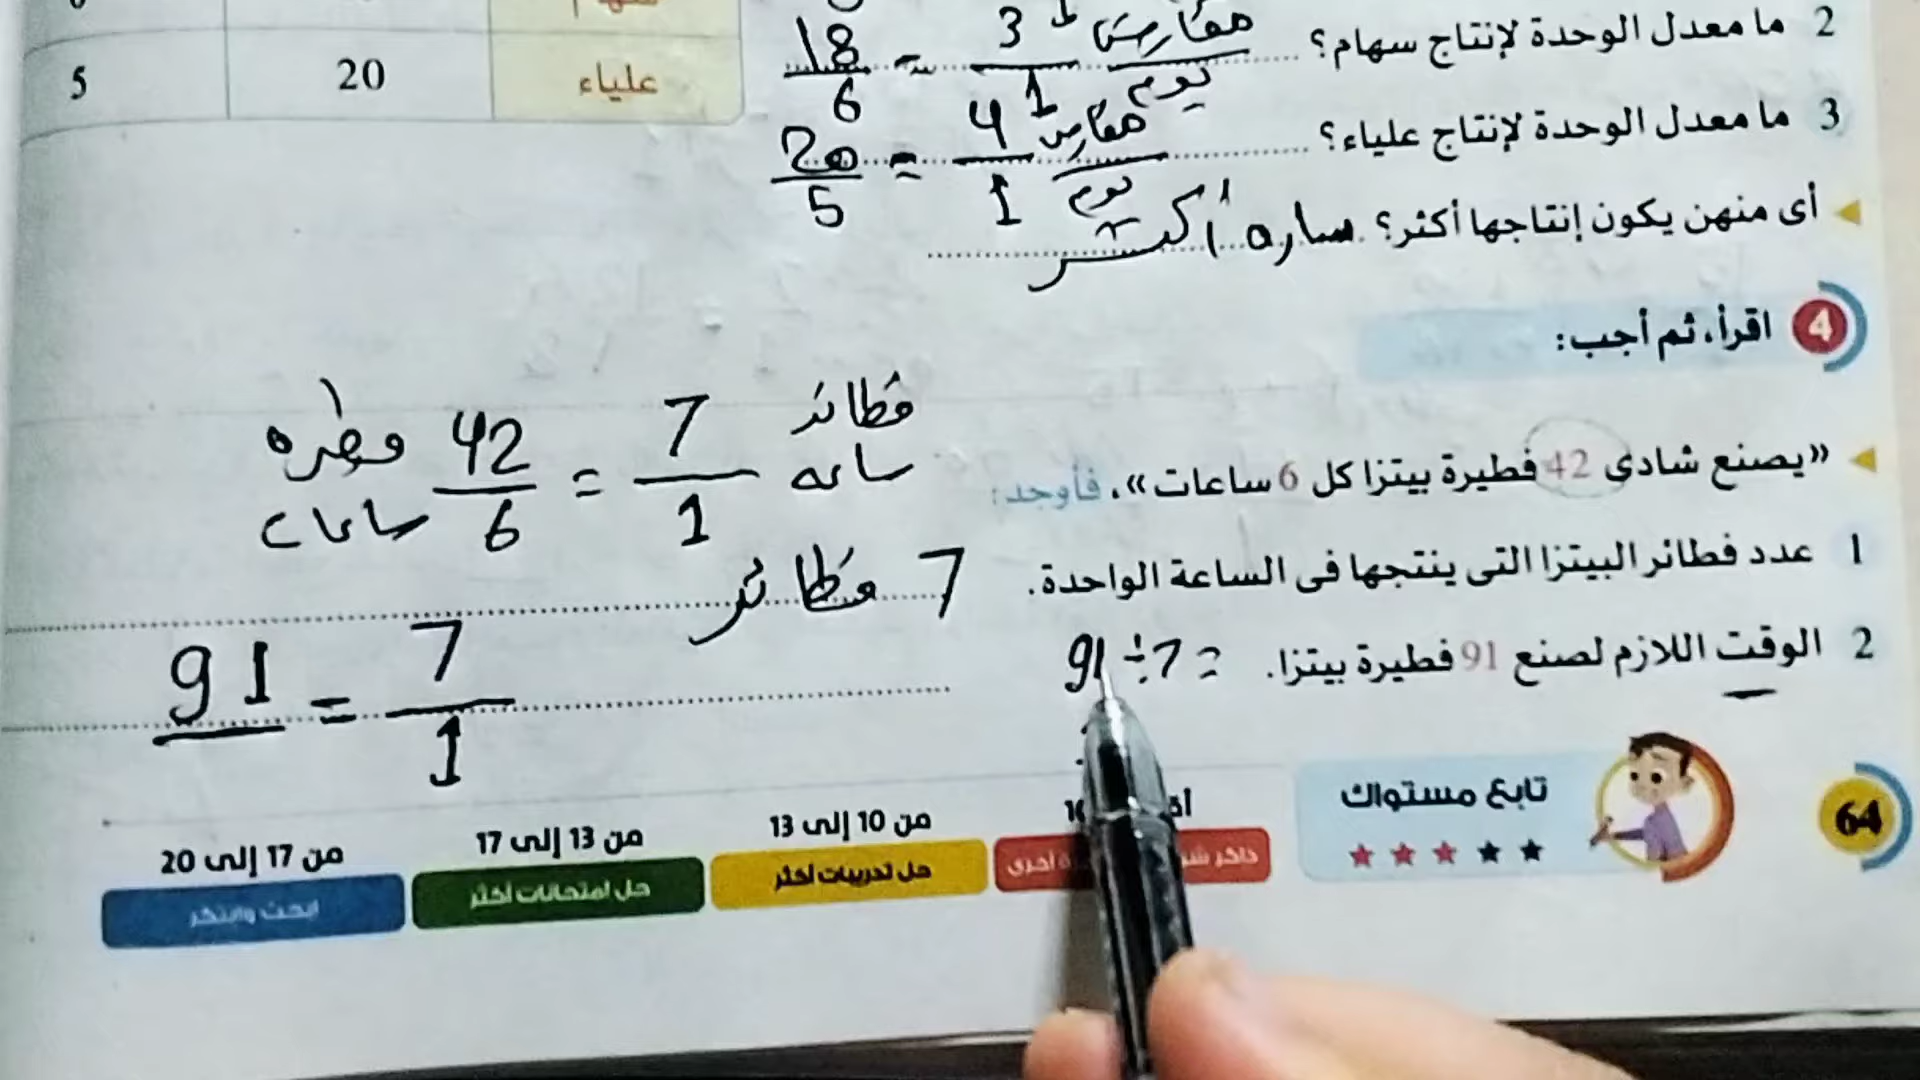 علياء 20 5
2 ما معدل الوحدة لإنتاج سهام؟ مفارش 3 = 18
يوم 1 6
3 ما معدل الوحدة لإنتاج علياء؟ مفارش 4 = 20
يوم 1 5
أى منهن يكون إنتاجها أكثر؟ ساره أكثر
4 اقرأ، ثم أجب:
فطائر 7 = 42
ساعه 1 6 ساعات
«يصنع شادى 42 فطيرة بيتزا كل 6 ساعات»، فأوجد:
1 عدد فطائر البيتزا التى ينتجها فى الساعة الواحدة. 7 فطائر
2 الوقت اللازم لصنع 91 فطيرة بيتزا. 91 ÷ 7 =
91 = 7
1
64
تابع مستواك
من 10 إلى 13
حل تدريبات أكثر
من 13 إلى 17
حل امتحانات أكثر
من 17 إلى 20
ابحث وابتكر